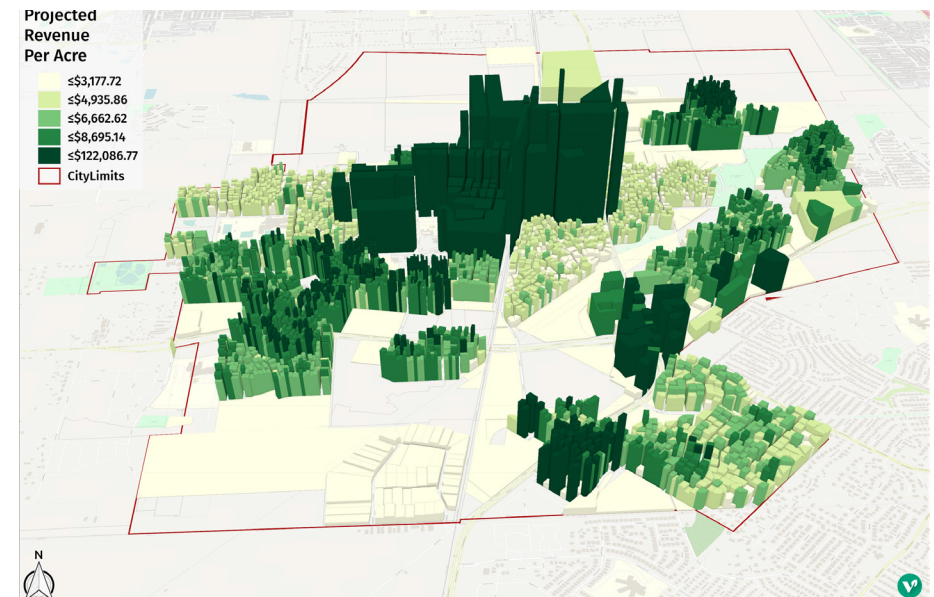 Projected
Revenue
Per Acre
≤$3,177.72
≤$4,935.86
≤$6,662.62
≤$8,695.14
≤$122,086.77
CityLimits
N